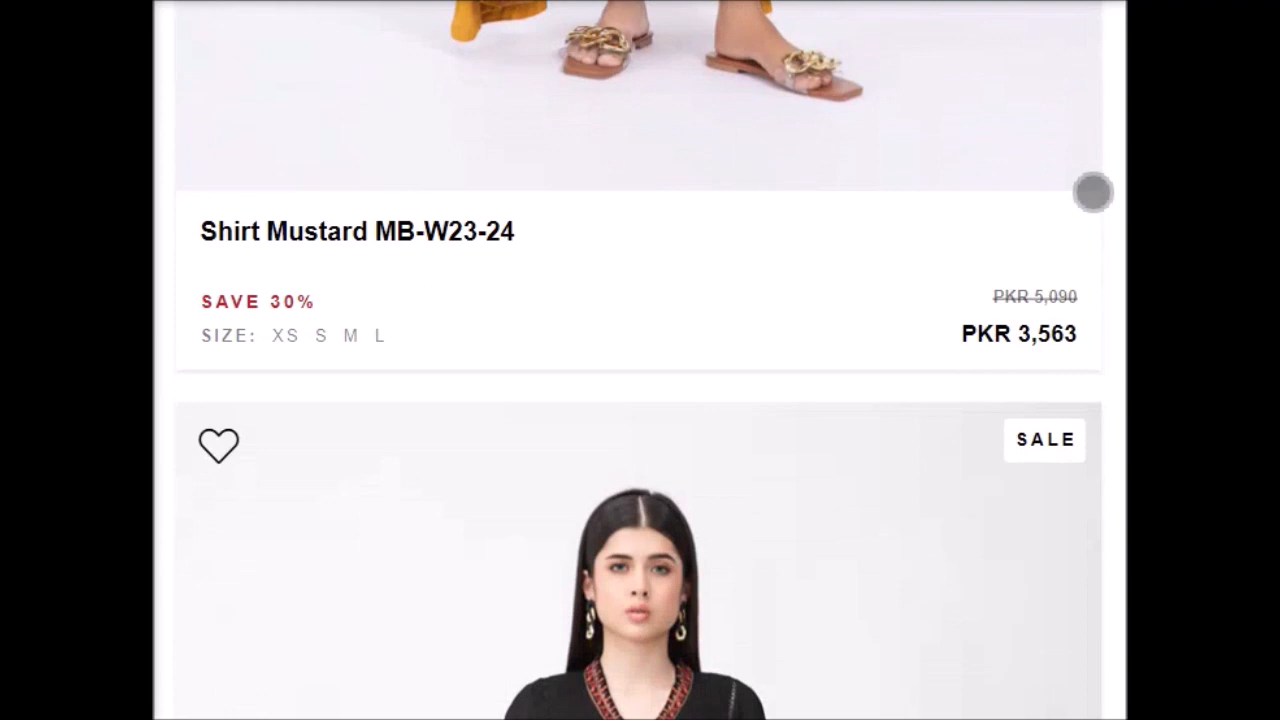 Shirt Mustard MB-W23-24
SAVE 30%
PKR 5,090
SIZE: XS S M L
PKR 3,563
SALE